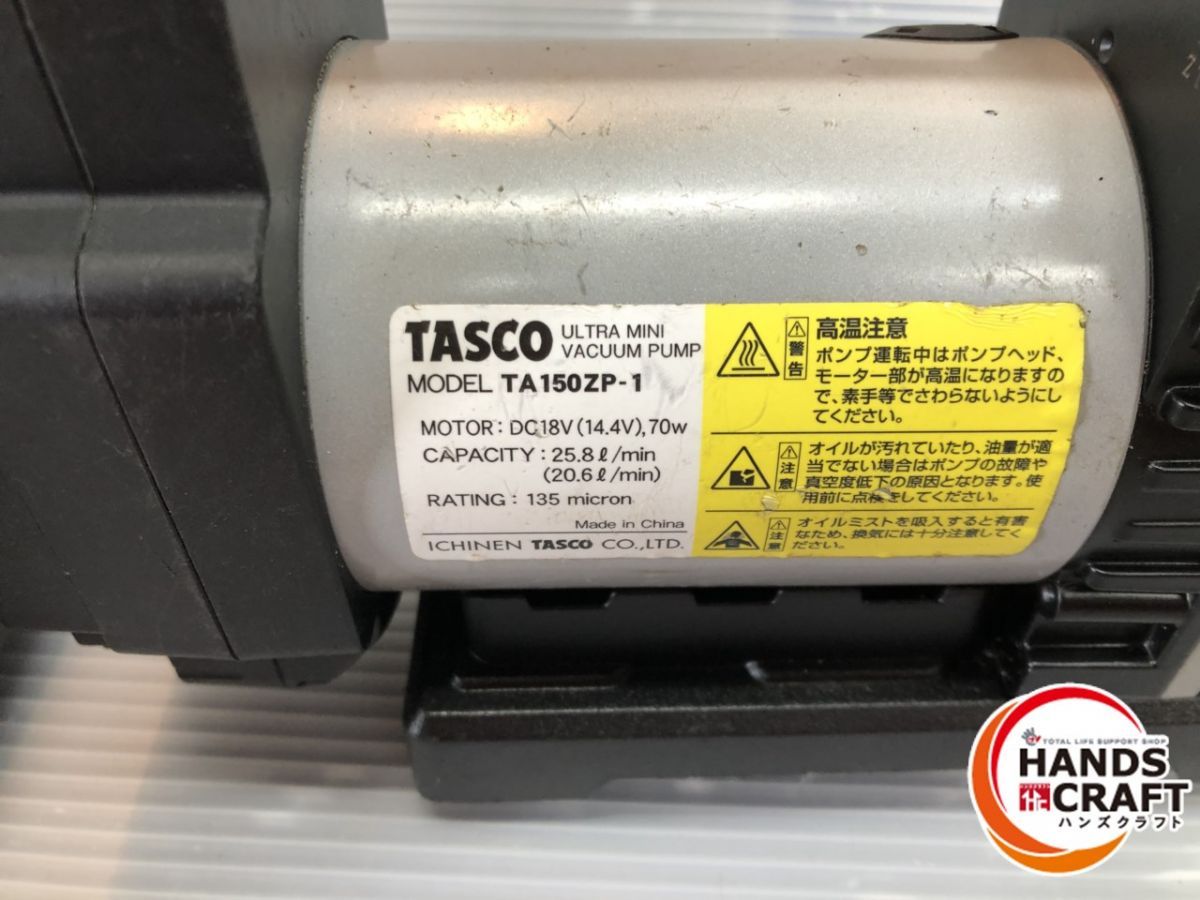 TASCO ULTRA MINI
VACUUM PUMP
MODEL TA150ZP-1
MOTOR: DC18V (14.4V), 70w
CAPACITY: 25.8ℓ/min
(20.6ℓ/min)
RATING: 135 micron
Made in China
ICHINEN TASCO CO.,LTD.
警告
高温注意
ポンプ運転中はポンプヘッド、
モーター部が高温になりますの
で、素手等でさわらないようにし
てください。
注意
オイルが汚れていたり、油量が適
当でない場合はポンプの故障や
真空度低下の原因となります。使
用前に点検をしてください。
注意
オイルミストを吸入すると有害
なため、換気には十分注意してく
ださい。
TOTAL LIFE SUPPORT SHOP
HANDS
CRAFT
ハンズクラフト